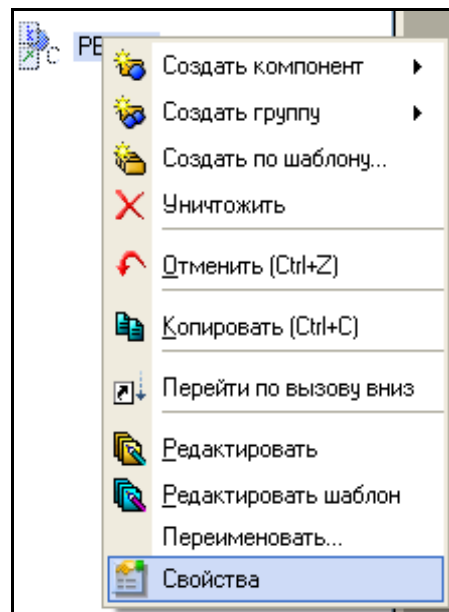 PE
Создать компонент
Создать группу
Создать по шаблону...
Уничтожить
Отменить (Ctrl+Z)
Копировать (Ctrl+C)
Перейти по вызову вниз
Редактировать
Редактировать шаблон
Переименовать...
Свойства